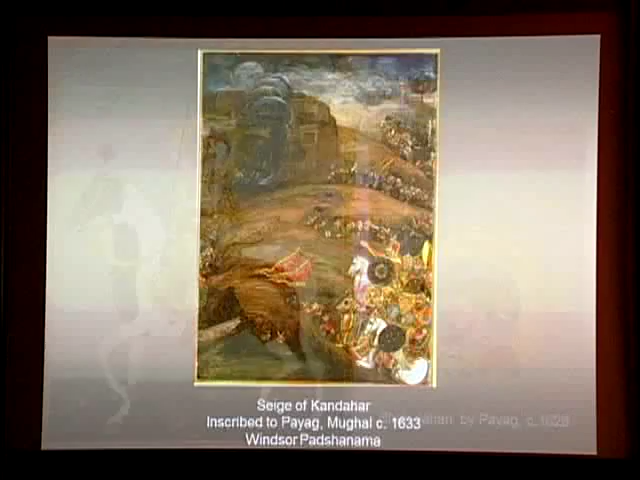 Seige of Kandahar
Inscribed to Payag, Mughal c. 1633
by Payag, c. 1628
Windsor Padshanama